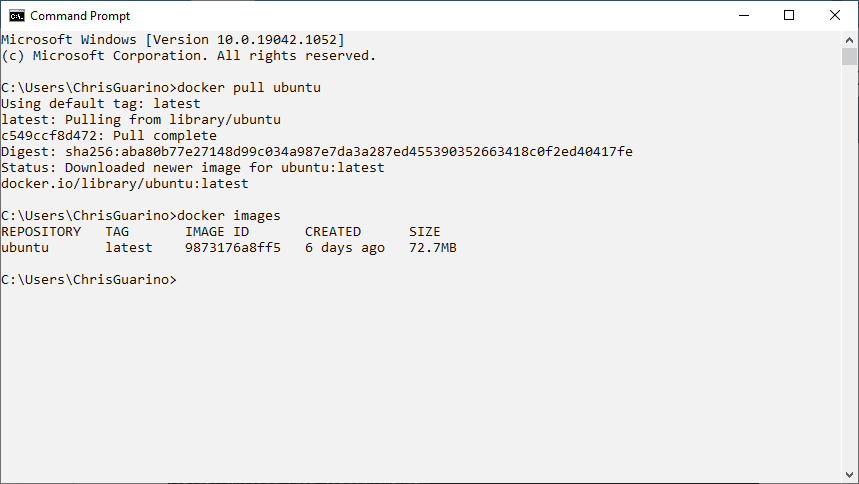 Command Prompt
Microsoft Windows [Version 10.0.19042.1052]
(c) Microsoft Corporation. All rights reserved.
C:\Users\ChrisGuarino>docker pull ubuntu
Using default tag: latest
latest: Pulling from library/ubuntu
c549ccf8d472: Pull complete
Digest: sha256:aba80b77e27148d99c034a987e7da3a287ed455390352663418c0f2ed40417fe
Status: Downloaded newer image for ubuntu:latest
docker.io/library/ubuntu:latest
C:\Users\ChrisGuarino>docker images
REPOSITORY   TAG       IMAGE ID       CREATED      SIZE
ubuntu       latest    9873176a8ff5   6 days ago   72.7MB
C:\Users\ChrisGuarino>